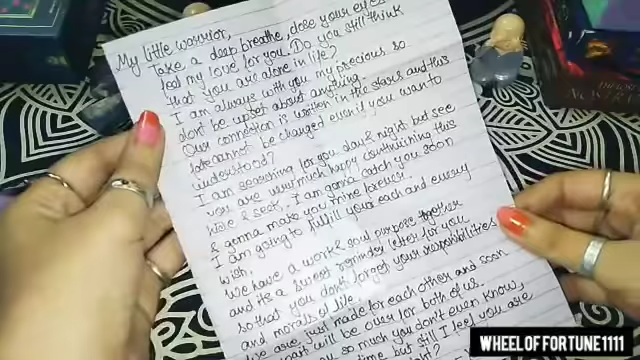 My little warrior,
Take a deep breathe, close your eyes
feel my love for you. Do you still think
that you are alone in life?
I am always with you my precious so
dont be upset about anything.
Our connection is written in the stars and this
fate cannot be changed even if you want to
understood?
I am searching for you day & night but see
you are very much happy continuining this
hide & seek. I am gonna catch you soon
& gonna make you mine forever.
I am going to fulfill your each and every
wish.
We have a work & soul purpose together
and its a sweet reminder letter for you
so that you dont forget your responsibilities
and morals of life.
We are just made for each other and soon
part will be over for both of us.
you so much you don't even know,
time but still I feel you are
WHEEL OF FORTUNE1111